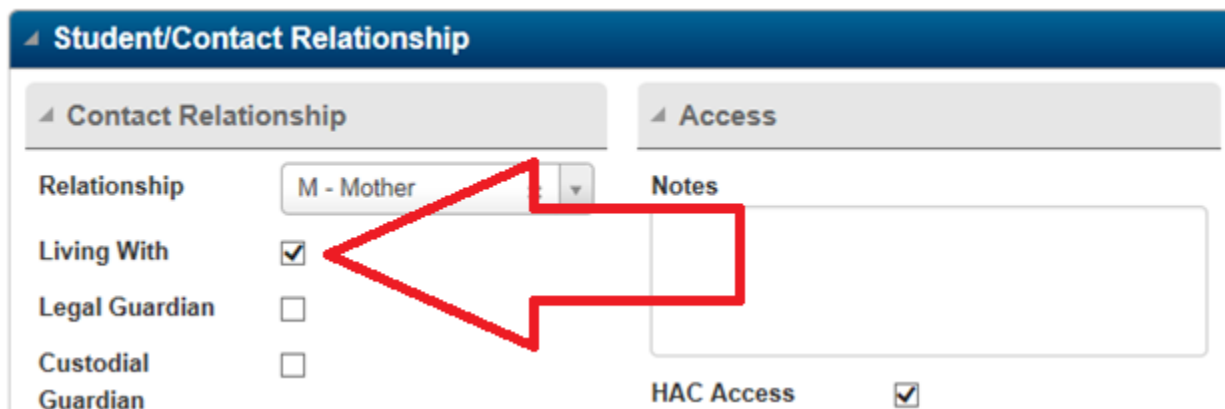 Student/Contact Relationship
Contact Relationship
Access
Relationship
M - Mother
Notes
Living With
Legal Guardian
Custodial
Guardian
HAC Access